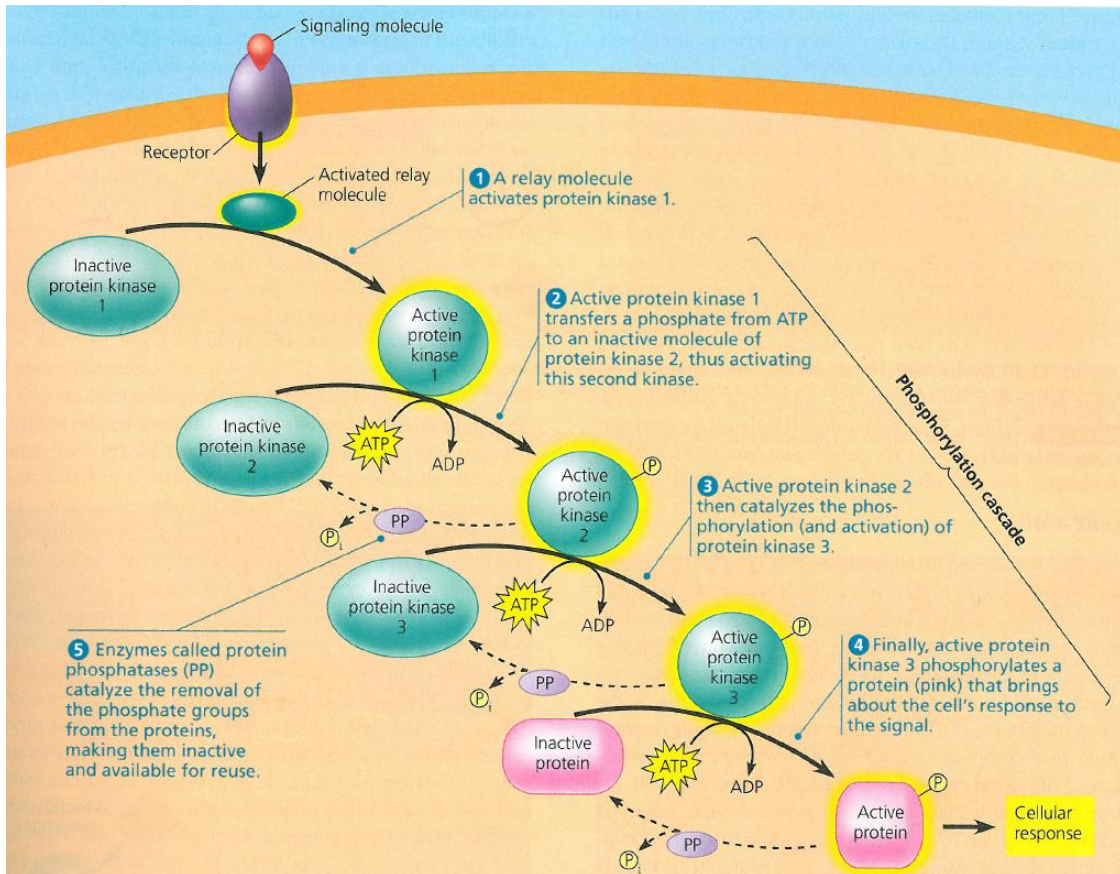 Signaling molecule
Receptor
Activated relay
molecule
1 A relay molecule
activates protein kinase 1.
Inactive
protein kinase
1
Active
protein
kinase
1
2 Active protein kinase 1
transfers a phosphate from ATP
to an inactive molecule of
protein kinase 2, thus activating
this second kinase.
Phosphorylation cascade
Inactive
protein kinase
2
ATP
ADP
P
Active
protein
kinase
2
3 Active protein kinase 2
then catalyzes the phos-
phorylation (and activation) of
protein kinase 3.
PP
Pi
Inactive
protein kinase
3
ATP
ADP
P
Active
protein
kinase
3
4 Finally, active protein
kinase 3 phosphorylates a
protein (pink) that brings
about the cell's response to
the signal.
5 Enzymes called protein
phosphatases (PP)
catalyze the removal of
the phosphate groups
from the proteins,
making them inactive
and available for reuse.
PP
Pi
Inactive
protein
ATP
ADP
P
Active
protein
Cellular
response
PP
Pi